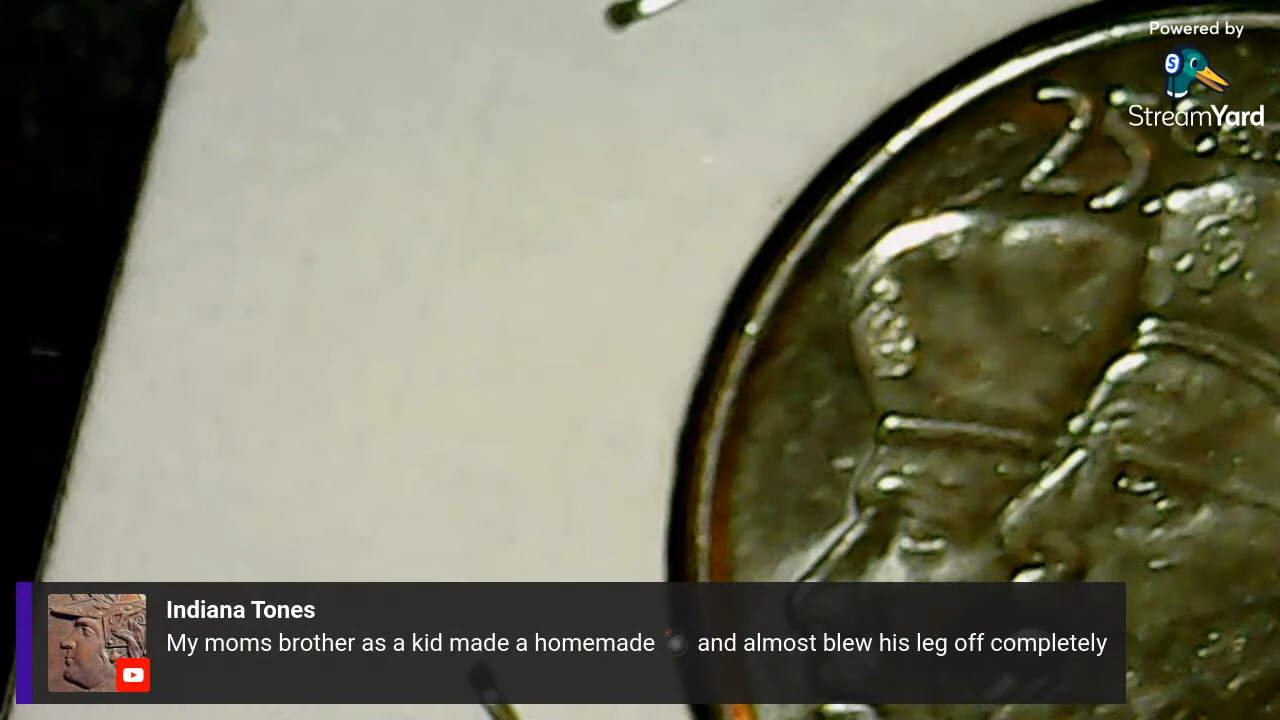 Powered by
StreamYard
25
Indiana Tones
My moms brother as a kid made a homemade 💣 and almost blew his leg off completely